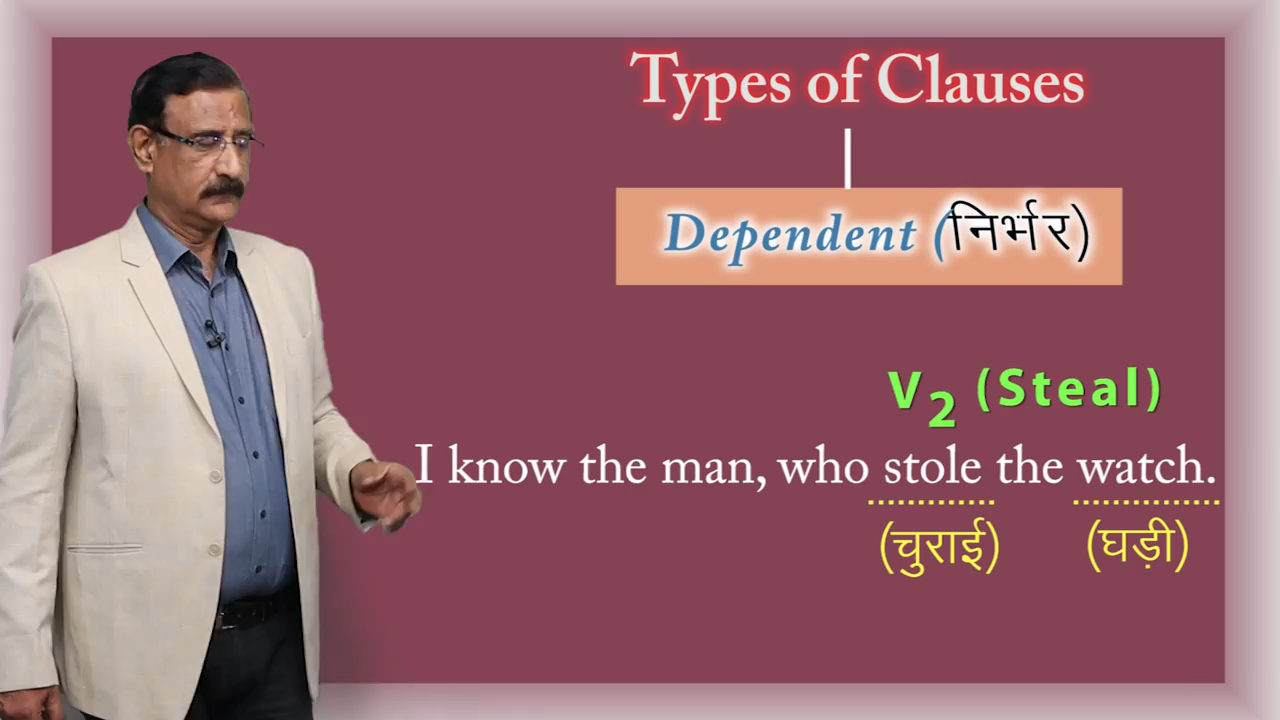 Types of Clauses
Dependent (निर्भर)
V2 (Steal)
I know the man, who stole the watch.
(चुराई) (घड़ी)